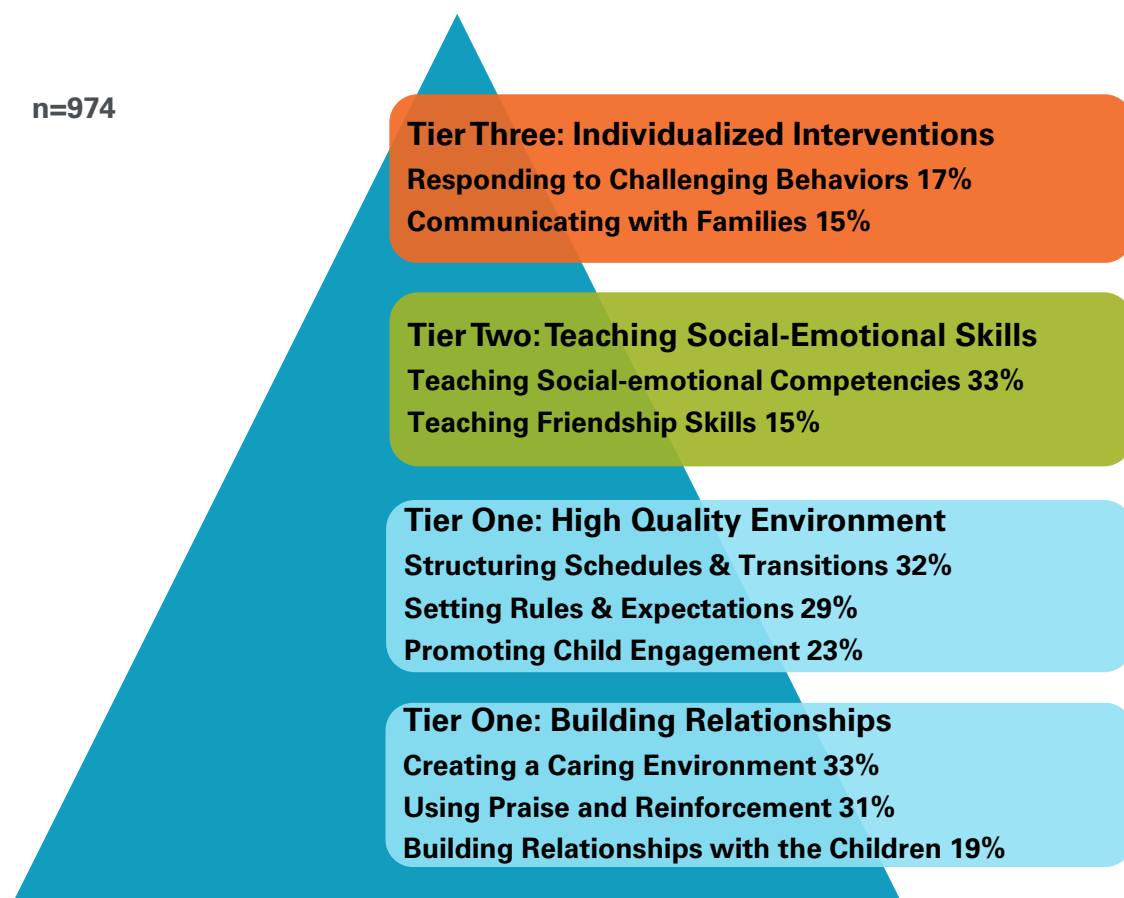 n=974
Tier Three: Individualized Interventions
Responding to Challenging Behaviors 17%
Communicating with Families 15%
Tier Two: Teaching Social-Emotional Skills
Teaching Social-emotional Competencies 33%
Teaching Friendship Skills 15%
Tier One: High Quality Environment
Structuring Schedules & Transitions 32%
Setting Rules & Expectations 29%
Promoting Child Engagement 23%
Tier One: Building Relationships
Creating a Caring Environment 33%
Using Praise and Reinforcement 31%
Building Relationships with the Children 19%